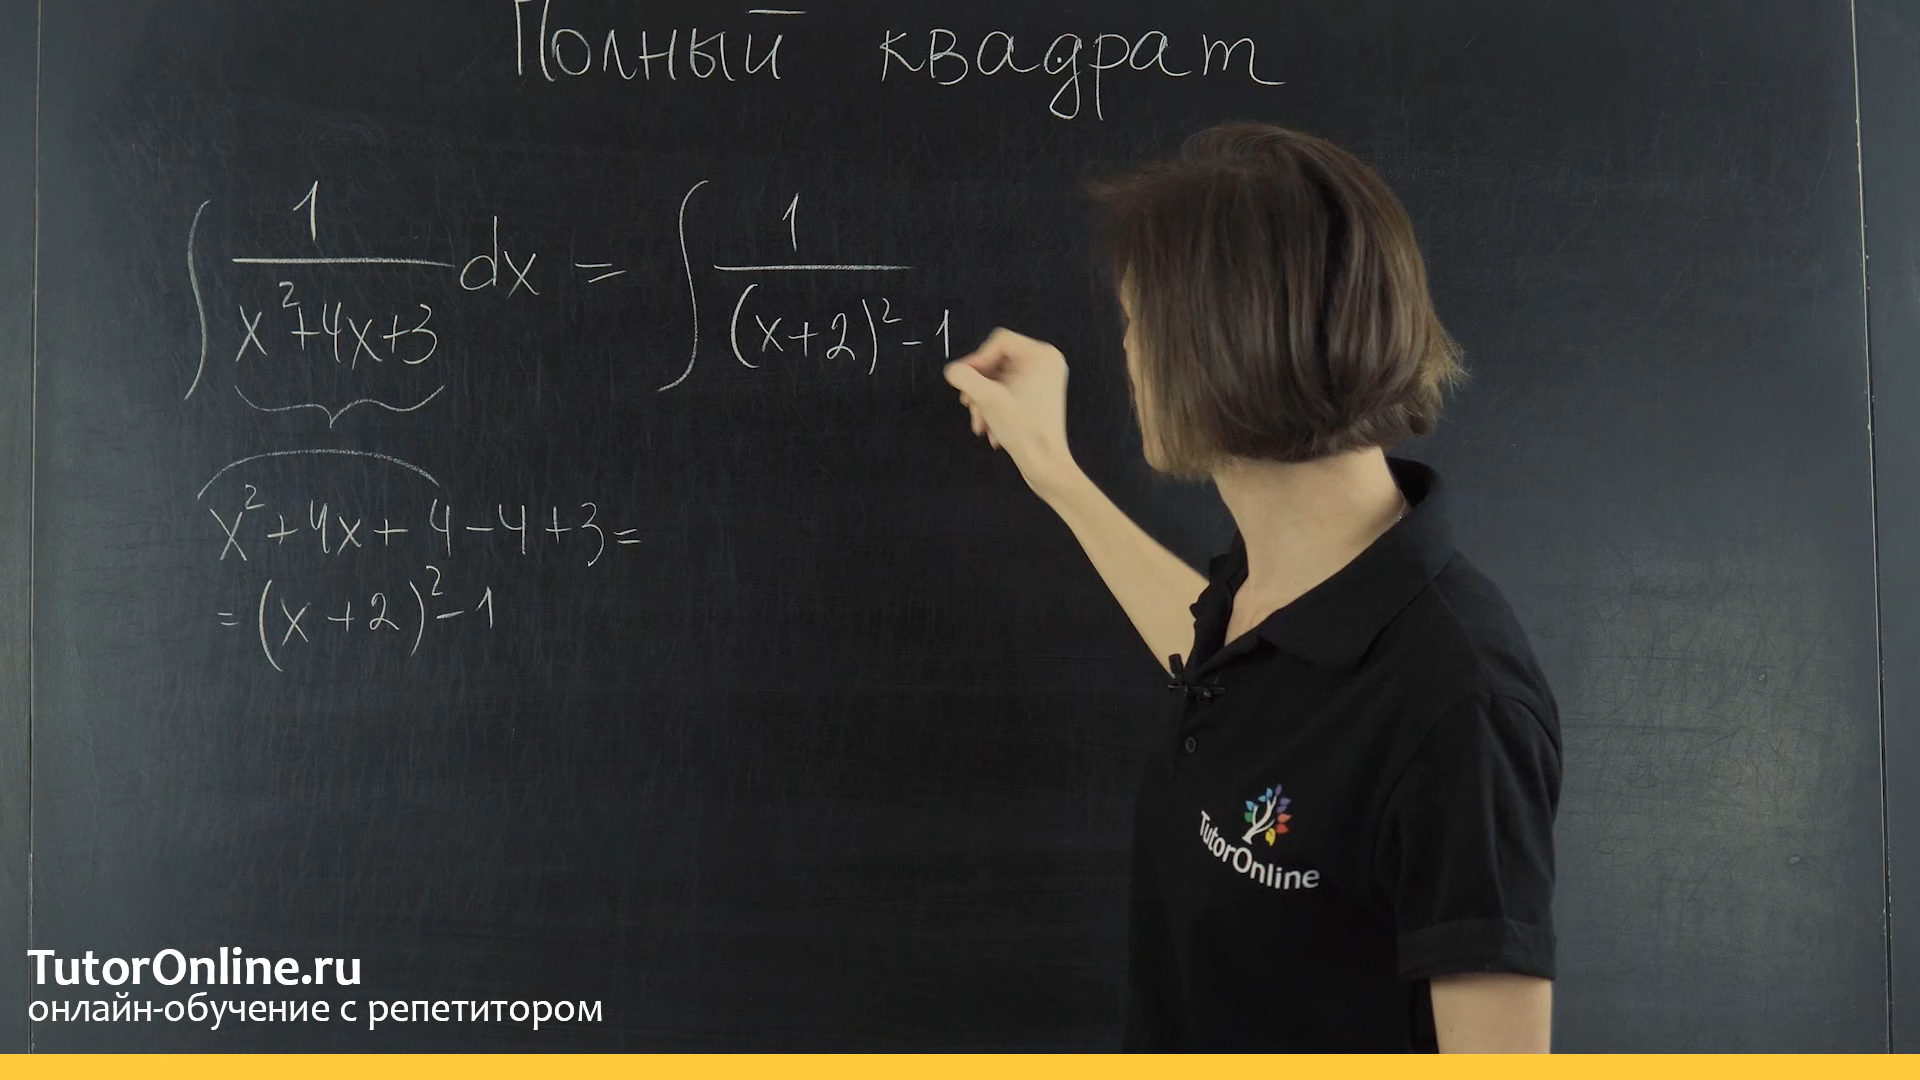 Полный квадрат
∫ 1/(x²+4x+3) dx = ∫ 1/((x+2)²-1
x²+4x+4-4+3=
=(x+2)²-1
TutorOnline
TutorOnline.ru
онлайн-обучение с репетитором